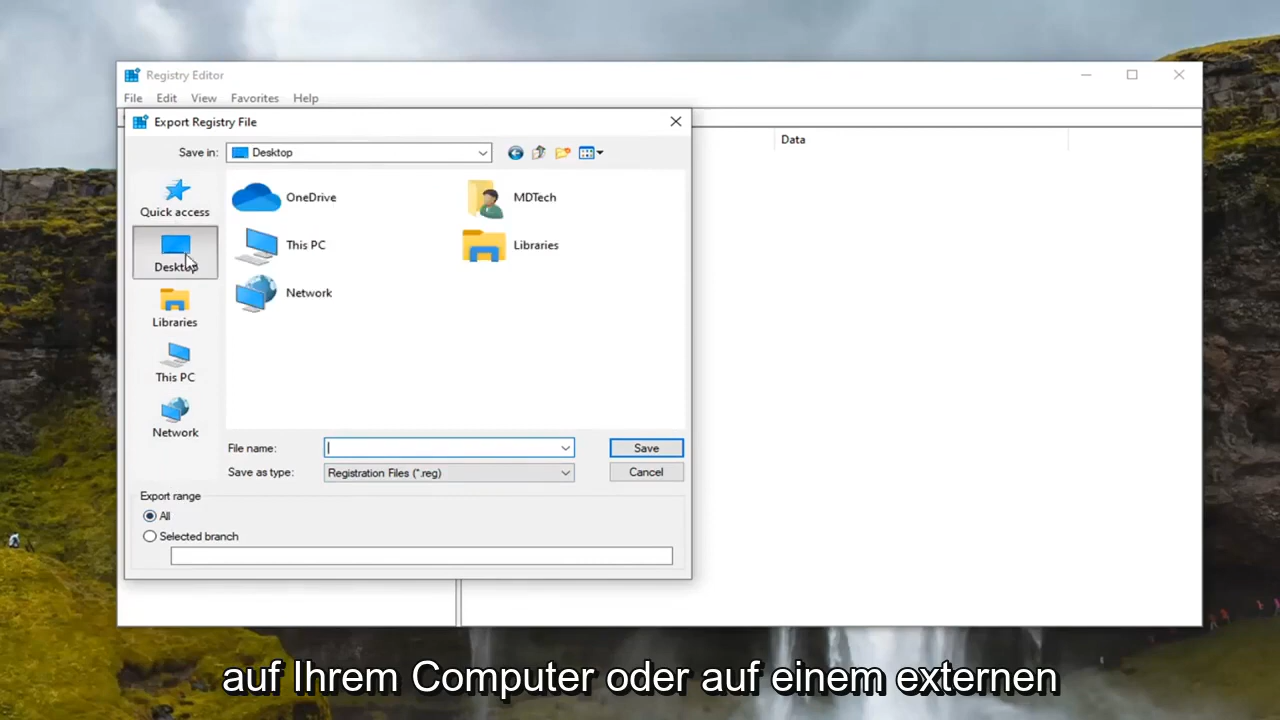 Registry Editor
File Edit View Favorites Help
Export Registry File
Data
Save in: Desktop
Quick access
Desktop
Libraries
This PC
Network
OneDrive
MDTech
This PC
Libraries
Network
File name:
Save
Save as type: Registration Files (*.reg)
Cancel
Export range
All
Selected branch
auf Ihrem Computer oder auf einem externen